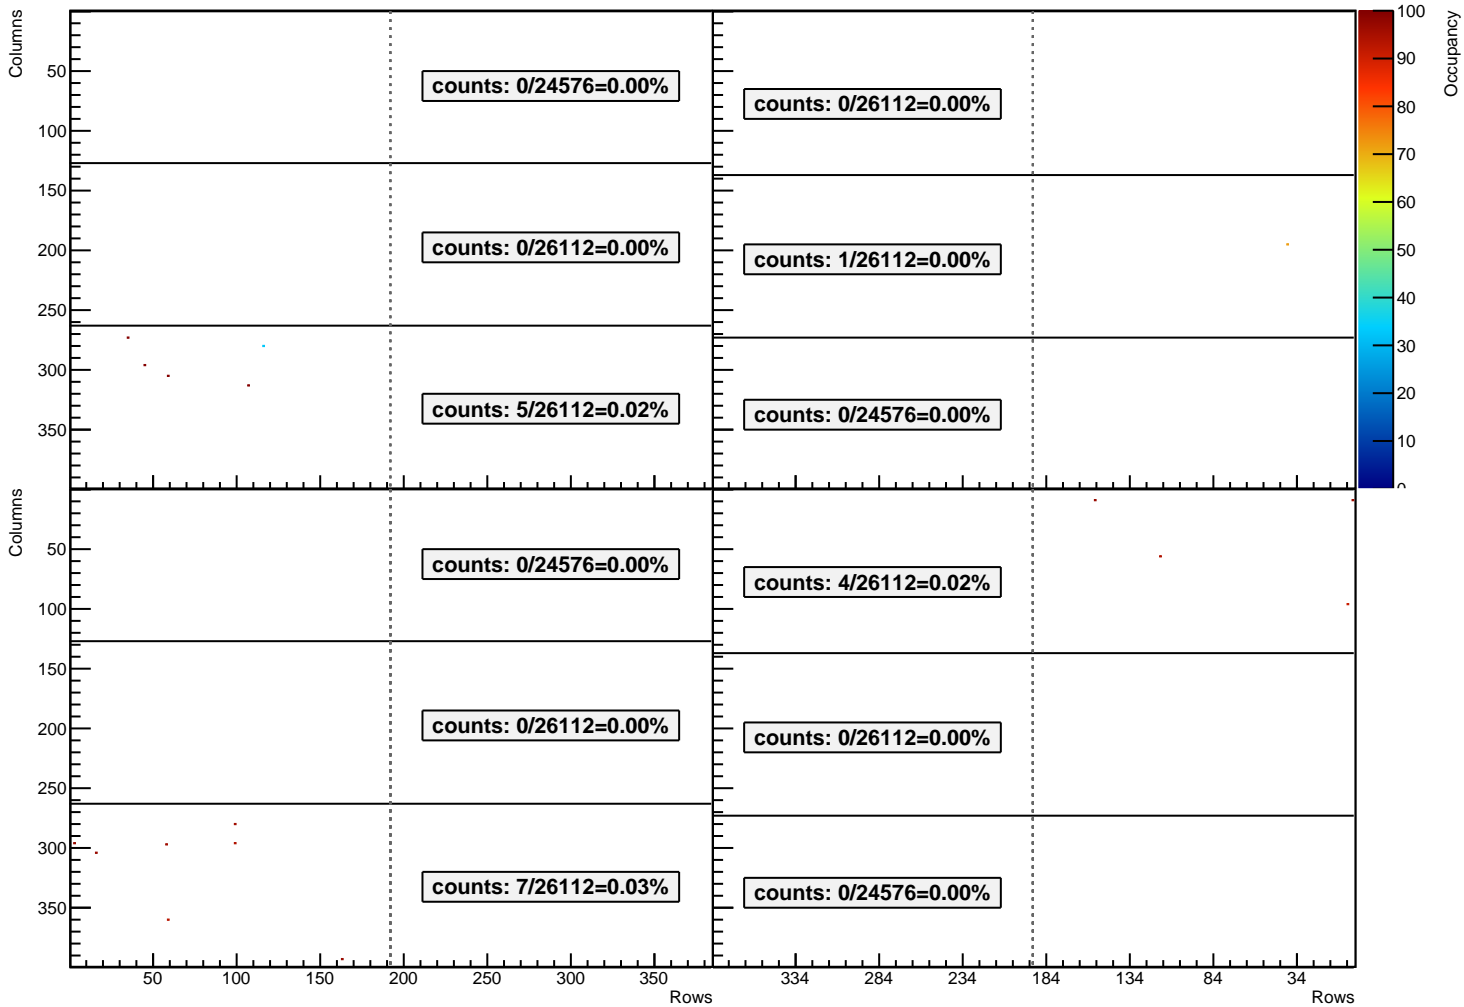 Columns
50
100
150
200
250
300
350
counts: 0/24576=0.00%
counts: 0/26112=0.00%
counts: 5/26112=0.02%
counts: 0/26112=0.00%
counts: 1/26112=0.00%
counts: 0/24576=0.00%
100
90
80
70
60
50
40
30
20
10
0
Occupancy
Columns
50
100
150
200
250
300
350
counts: 0/24576=0.00%
counts: 0/26112=0.00%
counts: 7/26112=0.03%
50 100 150 200 250 300 350
Rows
counts: 4/26112=0.02%
counts: 0/26112=0.00%
counts: 0/24576=0.00%
334 284 234 184 134 84 34
Rows